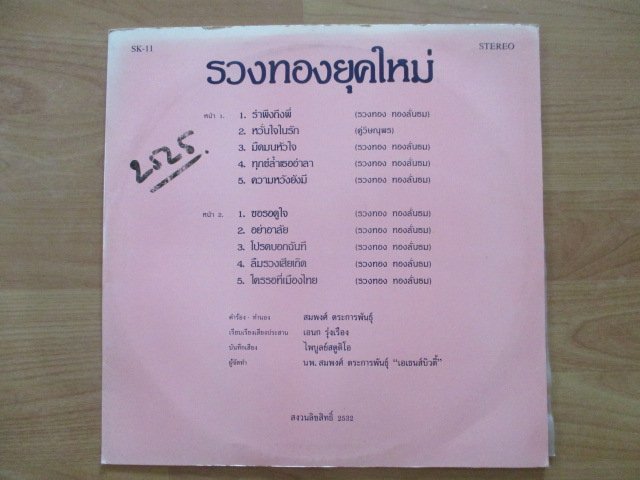 SK-11 STEREO
รวงทองยุคใหม่
หน้า 1. 1. รำพึงถึงพี่ (รวงทอง ทองลั่นธม)
2. หวั่นใจในรัก (คู่วิษณุพร)
3. มืดมนหัวใจ (รวงทอง ทองลั่นธม)
4. ทุกข์ล้ำเธออำลา (รวงทอง ทองลั่นธม)
5. ความหวังยังมี (รวงทอง ทองลั่นธม)
2525
หน้า 2. 1. ขอรอดูใจ (รวงทอง ทองลั่นธม)
2. อย่าอาลัย (รวงทอง ทองลั่นธม)
3. โปรดบอกฉันที (รวงทอง ทองลั่นธม)
4. ลืมรวงเสียเถิด (รวงทอง ทองลั่นธม)
5. ใครรอที่เมืองไทย (รวงทอง ทองลั่นธม)
คำร้อง - ทำนอง สมพงศ์ ตระการพันธุ์
เรียบเรียงเสียงประสาน เอนก รุ่งเรือง
บันทึกเสียง ไพบูลย์สตูดิโอ
ผู้จัดทำ นพ. สมพงศ์ ตระการพันธุ์ "เอเซนส์บิวตี้"
สงวนลิขสิทธิ์ 2532